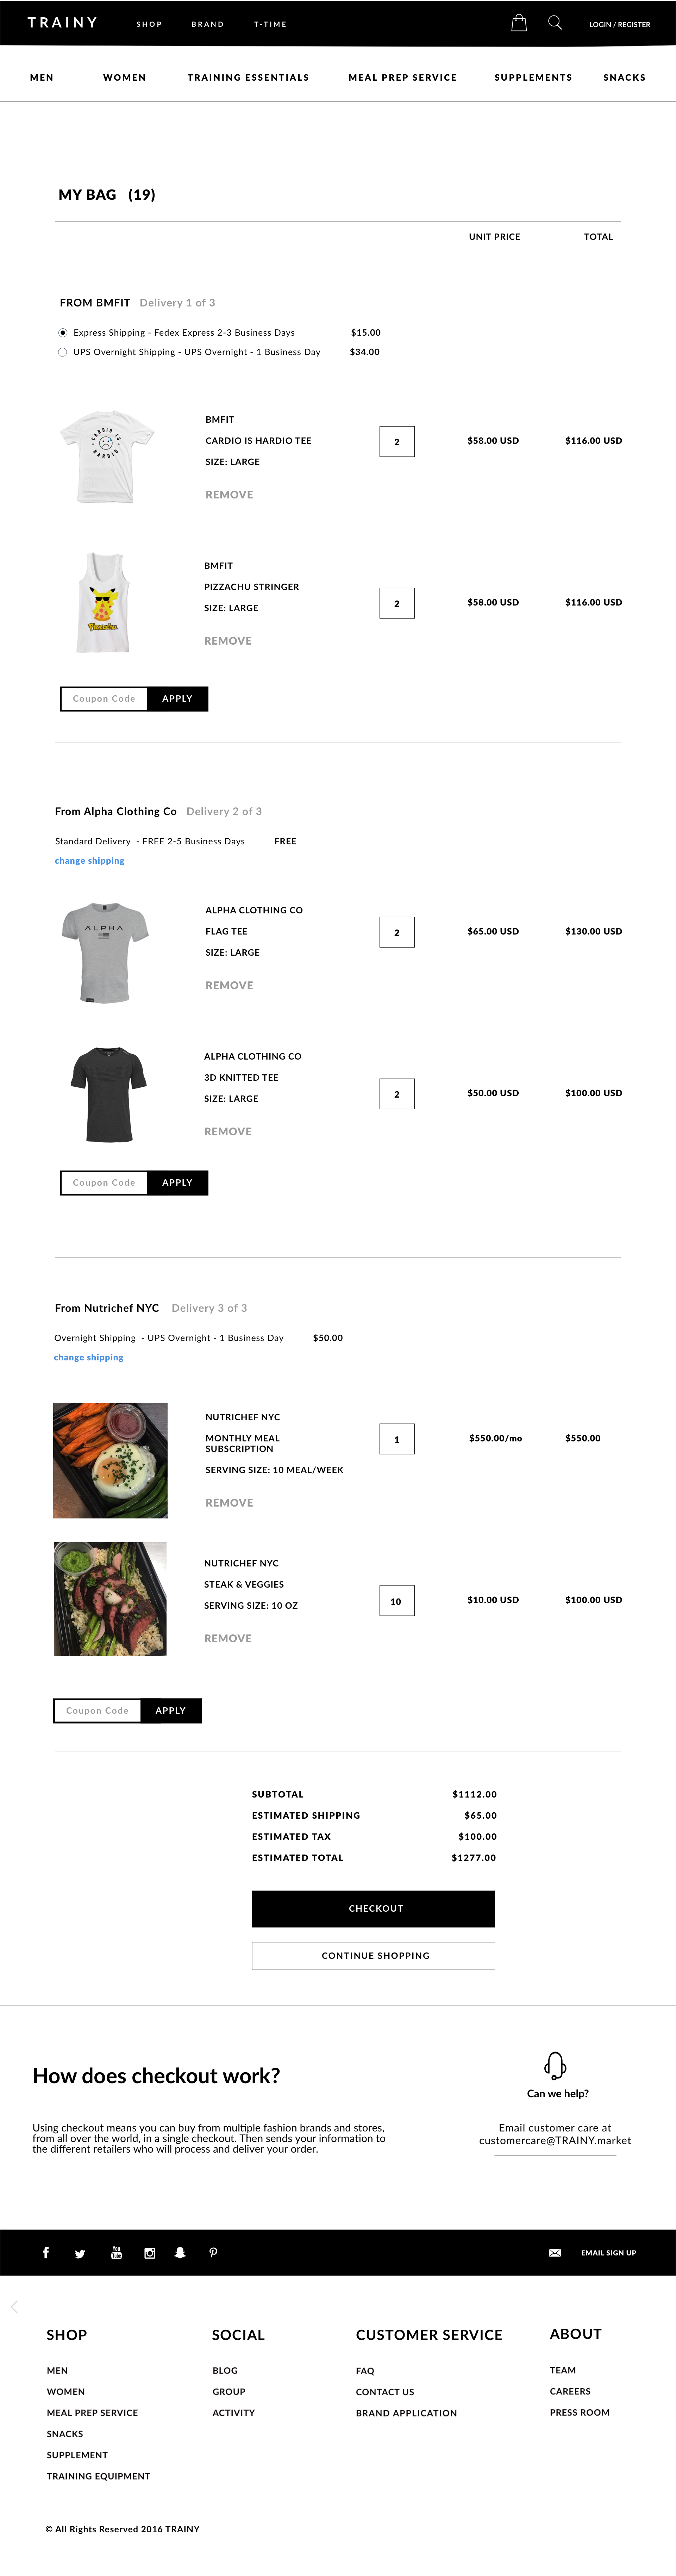 TRAINY SHOP BRAND T-TIME LOGIN / REGISTER
MEN WOMEN TRAINING ESSENTIALS MEAL PREP SERVICE SUPPLEMENTS SNACKS
MY BAG (19)
UNIT PRICE TOTAL
FROM BMFIT Delivery 1 of 3
Express Shipping - Fedex Express 2-3 Business Days $15.00
UPS Overnight Shipping - UPS Overnight - 1 Business Day $34.00
CARDIO IS HARDIO
BMFIT
CARDIO IS HARDIO TEE 2 $58.00 USD $116.00 USD
SIZE: LARGE
REMOVE
Pizzachu
BMFIT
PIZZACHU STRINGER
SIZE: LARGE 2 $58.00 USD $116.00 USD
REMOVE
Coupon Code APPLY
From Alpha Clothing Co Delivery 2 of 3
Standard Delivery - FREE 2-5 Business Days FREE
change shipping
ALPHA
ALPHA CLOTHING CO
FLAG TEE 2 $65.00 USD $130.00 USD
SIZE: LARGE
REMOVE
ALPHA CLOTHING CO
3D KNITTED TEE
SIZE: LARGE 2 $50.00 USD $100.00 USD
REMOVE
Coupon Code APPLY
From Nutrichef NYC Delivery 3 of 3
Overnight Shipping - UPS Overnight - 1 Business Day $50.00
change shipping
NUTRICHEF NYC
MONTHLY MEAL 1 $550.00/mo $550.00
SUBSCRIPTION
SERVING SIZE: 10 MEAL/WEEK
REMOVE
NUTRICHEF NYC
STEAK & VEGGIES
SERVING SIZE: 10 OZ 10 $10.00 USD $100.00 USD
REMOVE
Coupon Code APPLY
SUBTOTAL $1112.00
ESTIMATED SHIPPING $65.00
ESTIMATED TAX $100.00
ESTIMATED TOTAL $1277.00
CHECKOUT
CONTINUE SHOPPING
How does checkout work?
Using checkout means you can buy from multiple fashion brands and stores,
from all over the world, in a single checkout. Then sends your information to
the different retailers who will process and deliver your order.
Can we help?
Email customer care at
customercare@TRAINY.market
You
Tube
EMAIL SIGN UP
SHOP
MEN
WOMEN
MEAL PREP SERVICE
SNACKS
SUPPLEMENT
TRAINING EQUIPMENT
SOCIAL
BLOG
GROUP
ACTIVITY
CUSTOMER SERVICE
FAQ
CONTACT US
BRAND APPLICATION
ABOUT
TEAM
CAREERS
PRESS ROOM
© All Rights Reserved 2016 TRAINY